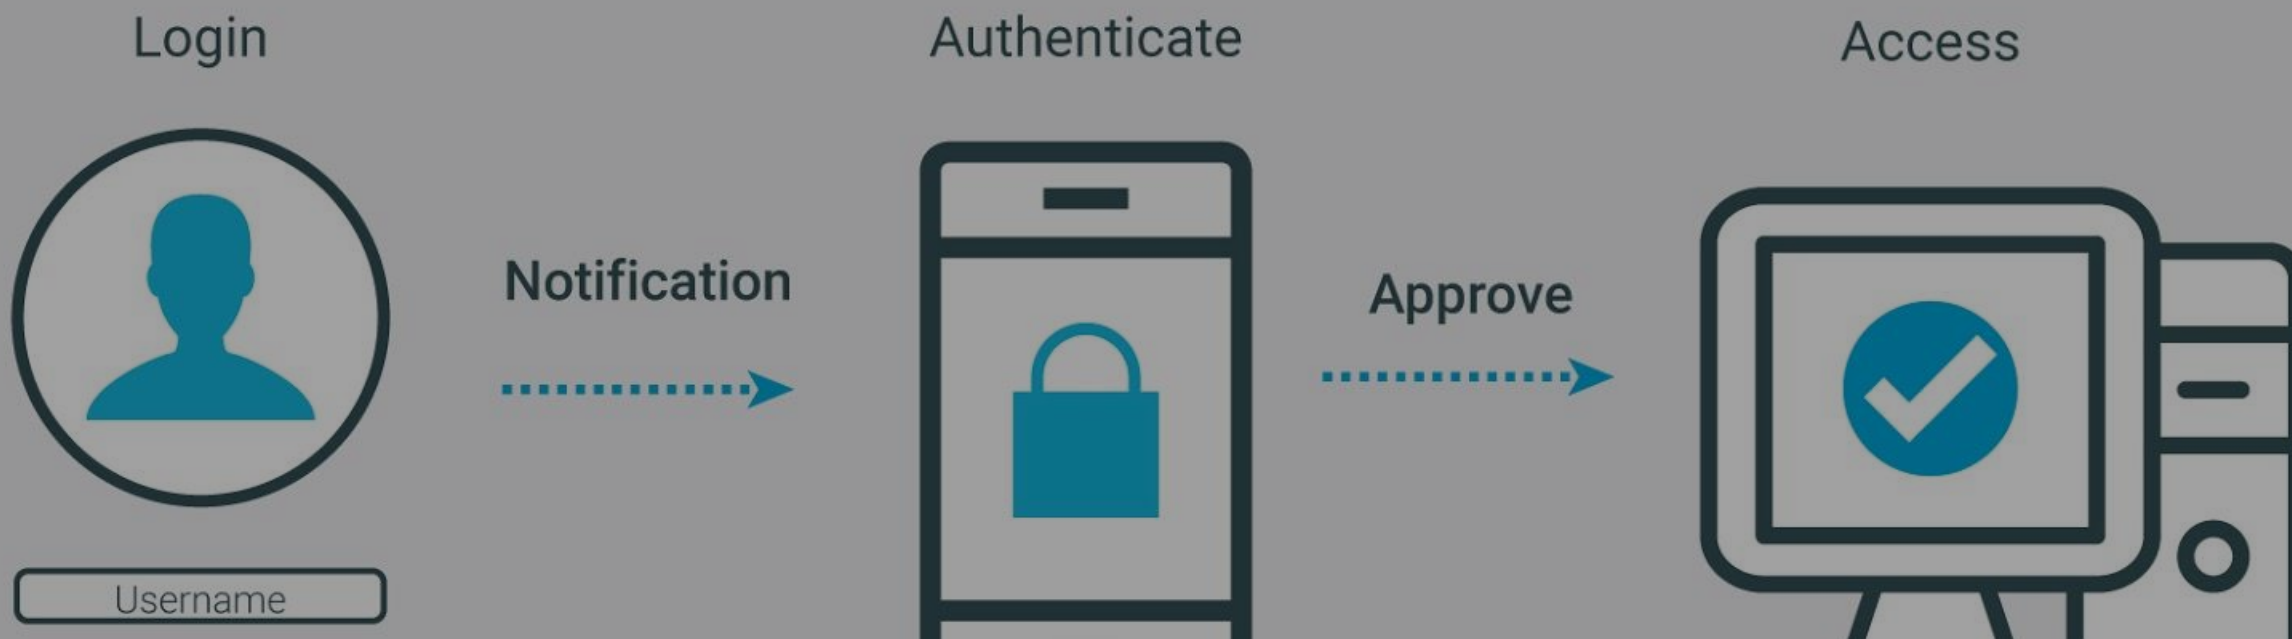 Login
Authenticate
Access
Notification
Approve
Username